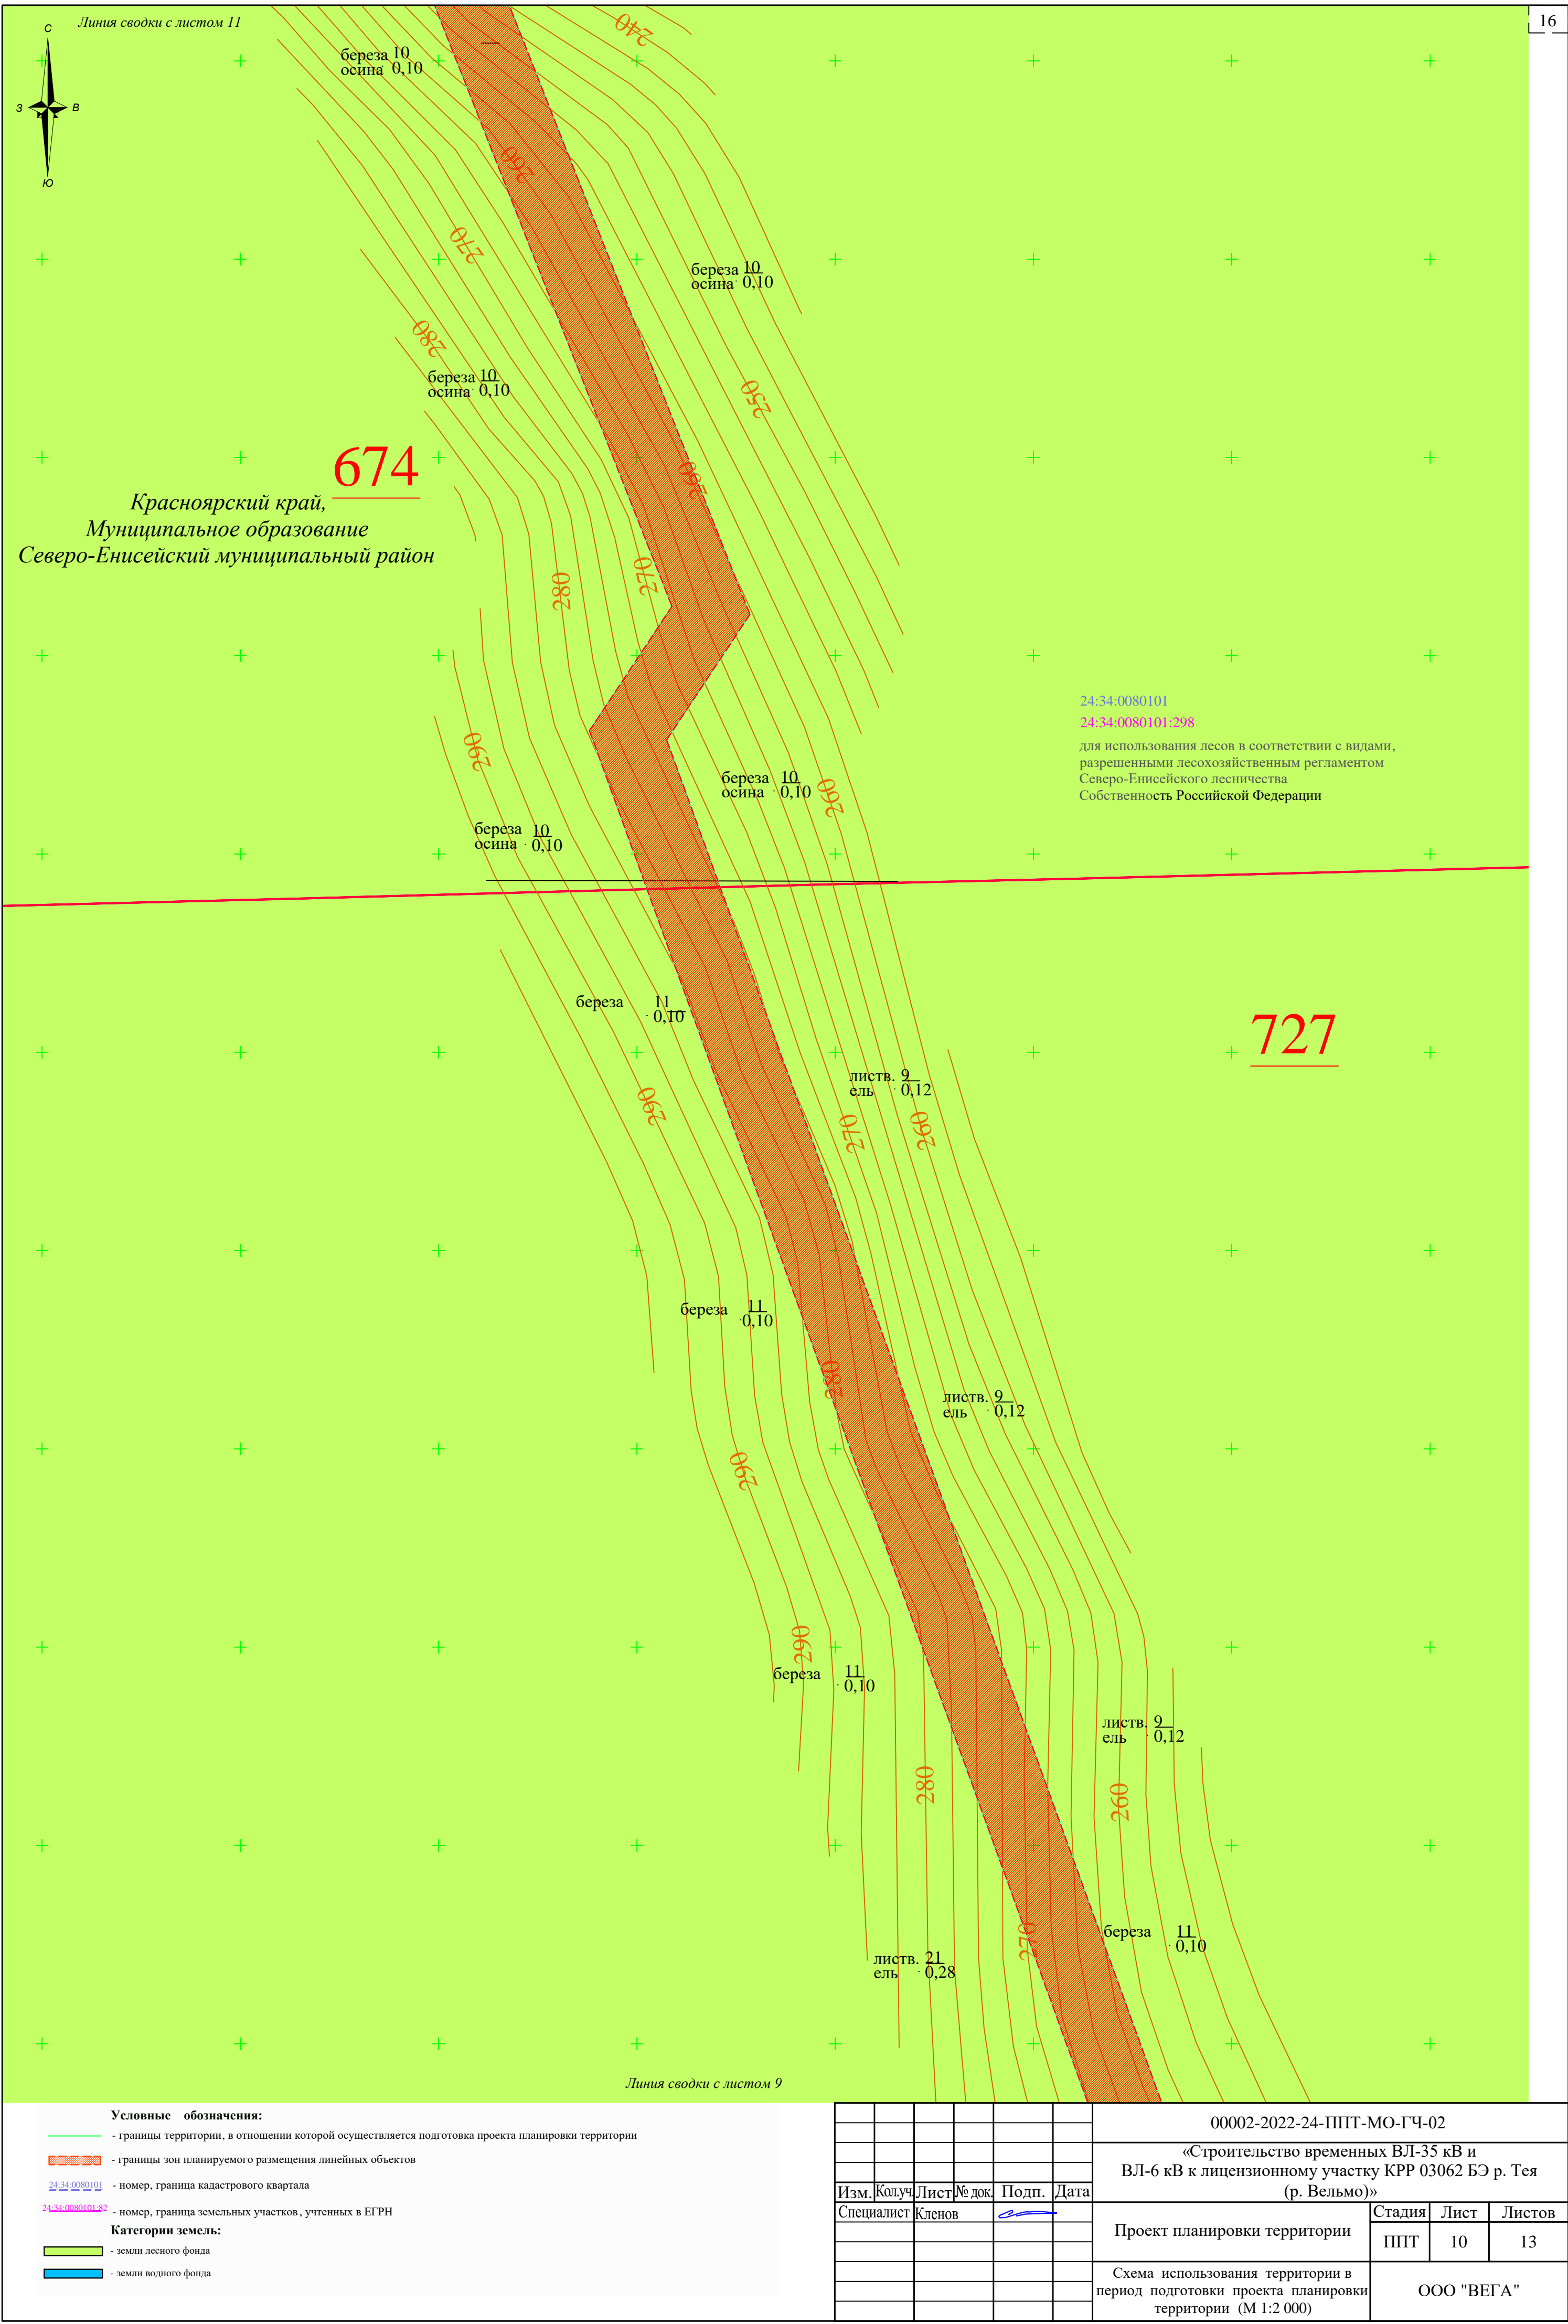 Линия сводки с листом 11
16
С
З
В
Ю
240
береза 10
осина 0,10
260
270
береза 10
осина 0,10
280
береза 10
осина 0,10
250
674
260
Красноярский край,
Муниципальное образование
Северо-Енисейский муниципальный район
280
270
24:34:0080101
24:34:0080101:298
для использования лесов в соответствии с видами,
разрешенными лесохозяйственным регламентом
Северо-Енисейского лесничества
Собственность Российской Федерации
290
береза 10
осина 0,10
260
береза 10
осина 0,10
береза 11
0,10
727
листв. 9
ель 0,12
290
270
260
береза 11
0,10
280
листв. 9
ель 0,12
290
290
береза 11
0,10
листв. 9
ель 0,12
280
260
270
береза 11
0,10
листв. 21
ель 0,28
Линия сводки с листом 9
Условные обозначения:
- границы территории, в отношении которой осуществляется подготовка проекта планировки территории
- границы зон планируемого размещения линейных объектов
24:34:0080101 - номер, граница кадастрового квартала
24:34:0080101:82 - номер, граница земельных участков, учтенных в ЕГРН
Категории земель:
- земли лесного фонда
- земли водного фонда
00002-2022-24-ППТ-МО-ГЧ-02
«Строительство временных ВЛ-35 кВ и
ВЛ-6 кВ к лицензионному участку КРР 03062 БЭ р. Тея
(р. Вельмо)»
Изм. Кол.уч. Лист № док. Подп. Дата
Специалист Кленов
Проект планировки территории
Стадия Лист Листов
ППТ 10 13
Схема использования территории в
период подготовки проекта планировки
территории (М 1:2 000)
ООО "ВЕГА"